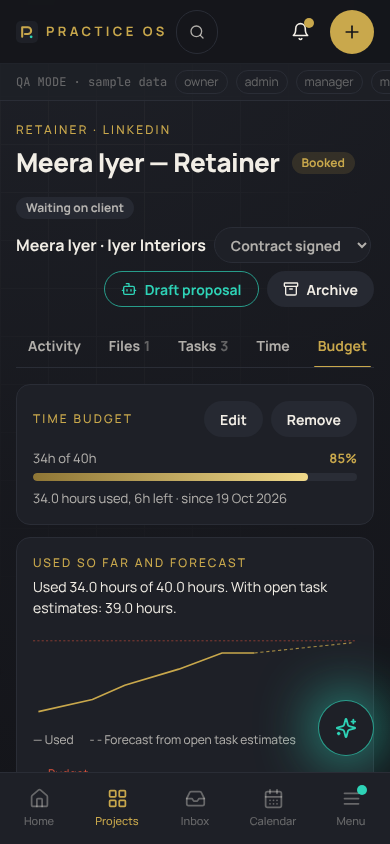 PRACTICE OS
QA MODE · sample data owner admin manager
RETAINER · LINKEDIN
Meera Iyer — Retainer Booked
Waiting on client
Meera Iyer · Iyer Interiors Contract signed
Draft proposal Archive
Activity Files 1 Tasks 3 Time Budget
TIME BUDGET Edit Remove
34h of 40h 85%
34.0 hours used, 6h left · since 19 Oct 2026
USED SO FAR AND FORECAST
Used 34.0 hours of 40.0 hours. With open task
estimates: 39.0 hours.
— Used - - Forecast from open task estimates
Home Projects Inbox Calendar Menu